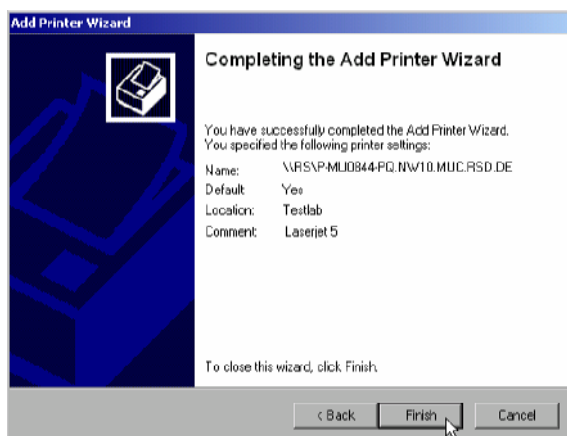 Add Printer Wizard
Completing the Add Printer Wizard
You have successfully completed the Add Printer Wizard.
You specified the following printer settings:
Name: \\RS\P-MU0844-PQ.NW10.MUC.RSD.DE
Default Yes
Location: Testlab
Comment: Laserjet 5
To close this wizard, click Finish.
< Back Finish Cancel